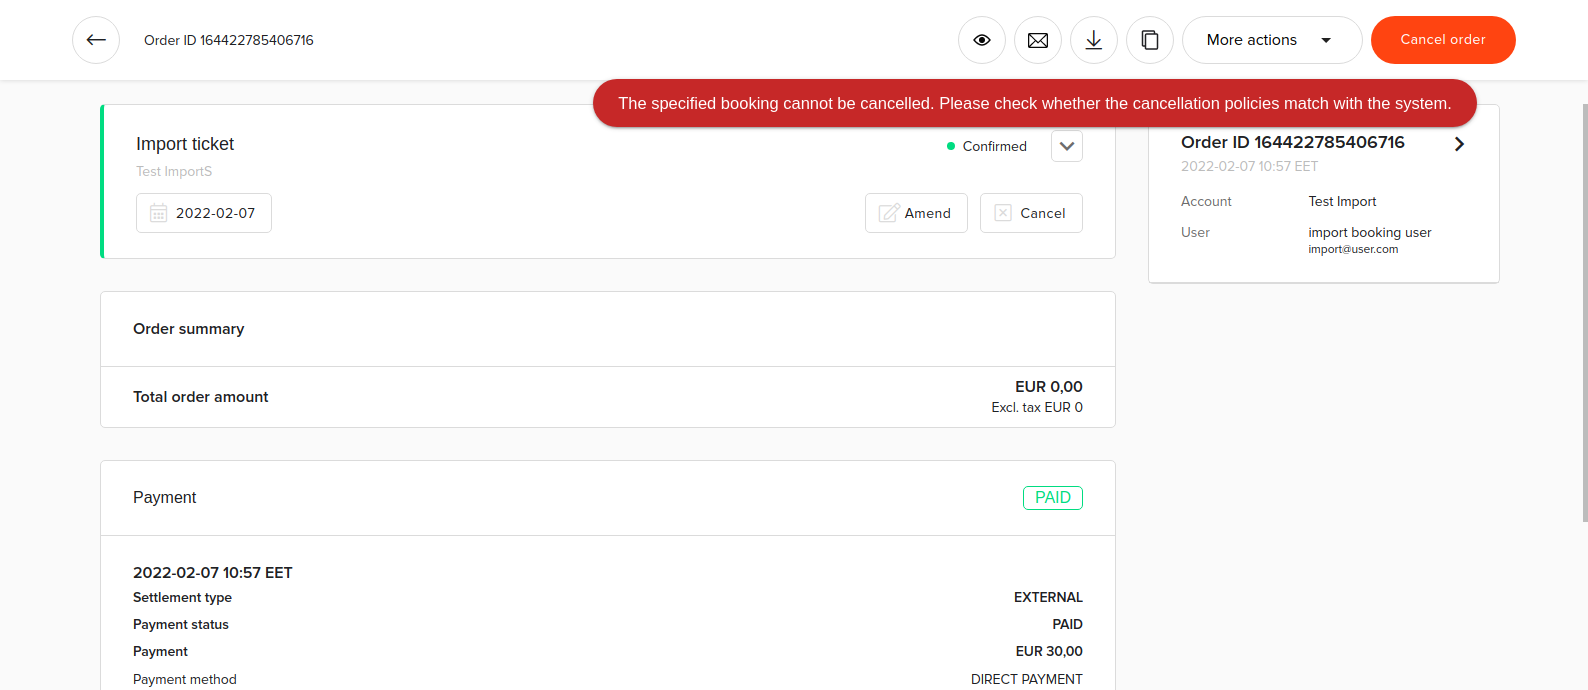 Order ID 164422785406716
More actions
Cancel order
The specified booking cannot be cancelled. Please check whether the cancellation policies match with the system.
Import ticket
Confirmed
Test ImportS
2022-02-07
Amend
Cancel
Order ID 164422785406716
2022-02-07 10:57 EET
Account Test Import
User import booking user
import@user.com
Order summary
Total order amount EUR 0,00
Excl. tax EUR 0
Payment PAID
2022-02-07 10:57 EET
Settlement type EXTERNAL
Payment status PAID
Payment EUR 30,00
Payment method DIRECT PAYMENT